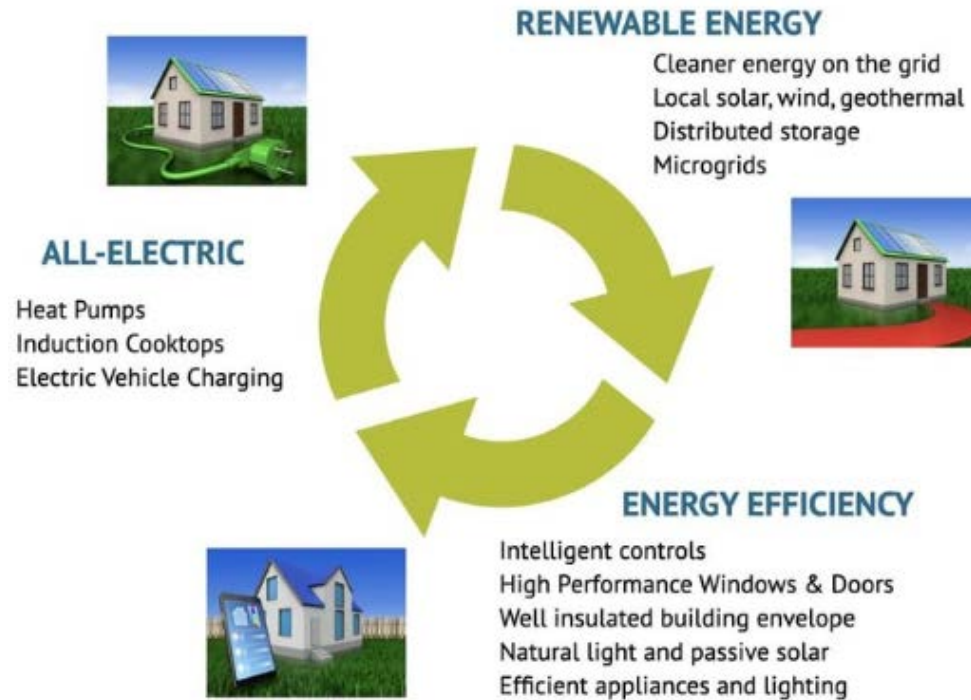 RENEWABLE ENERGY
Cleaner energy on the grid
Local solar, wind, geothermal
Distributed storage
Microgrids
ALL-ELECTRIC
Heat Pumps
Induction Cooktops
Electric Vehicle Charging
ENERGY EFFICIENCY
Intelligent controls
High Performance Windows & Doors
Well insulated building envelope
Natural light and passive solar
Efficient appliances and lighting